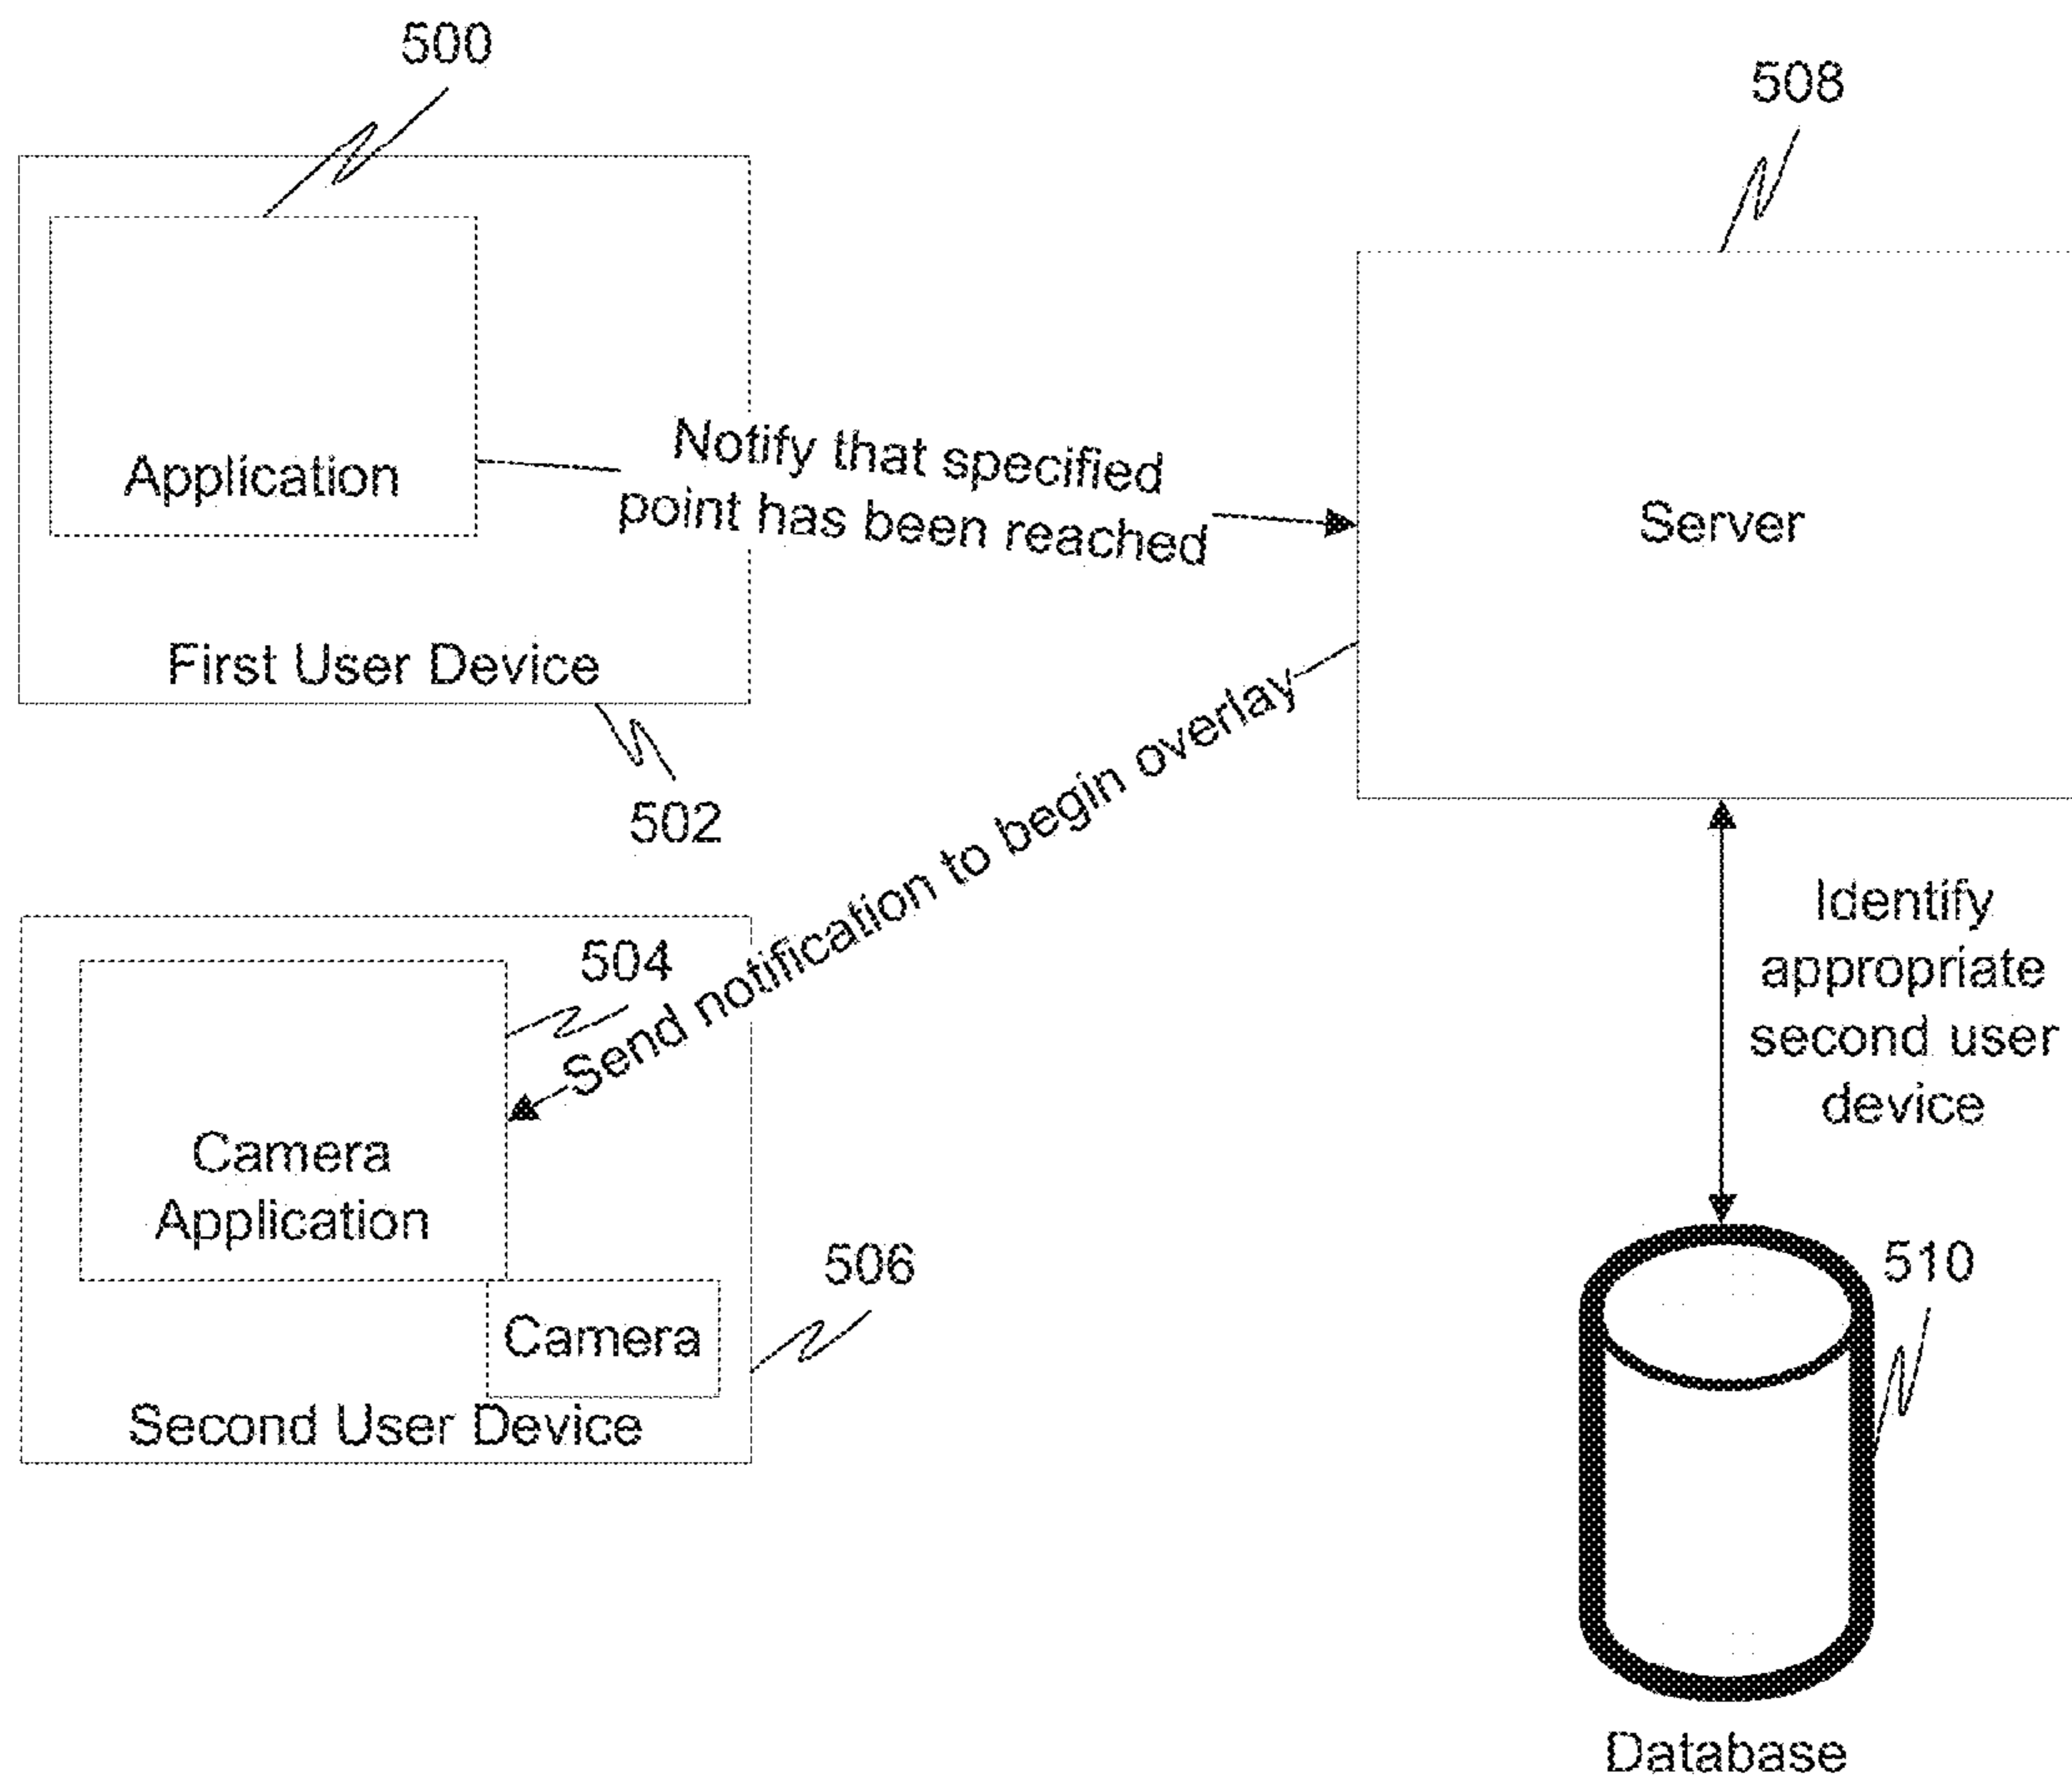 500
508
Application
Notify that specified
point has been reached
Server
First User Device
502
Send notification to begin overlay
504
Identify
appropriate
second user
device
Camera
Application
506
510
Camera
Second User Device
Database